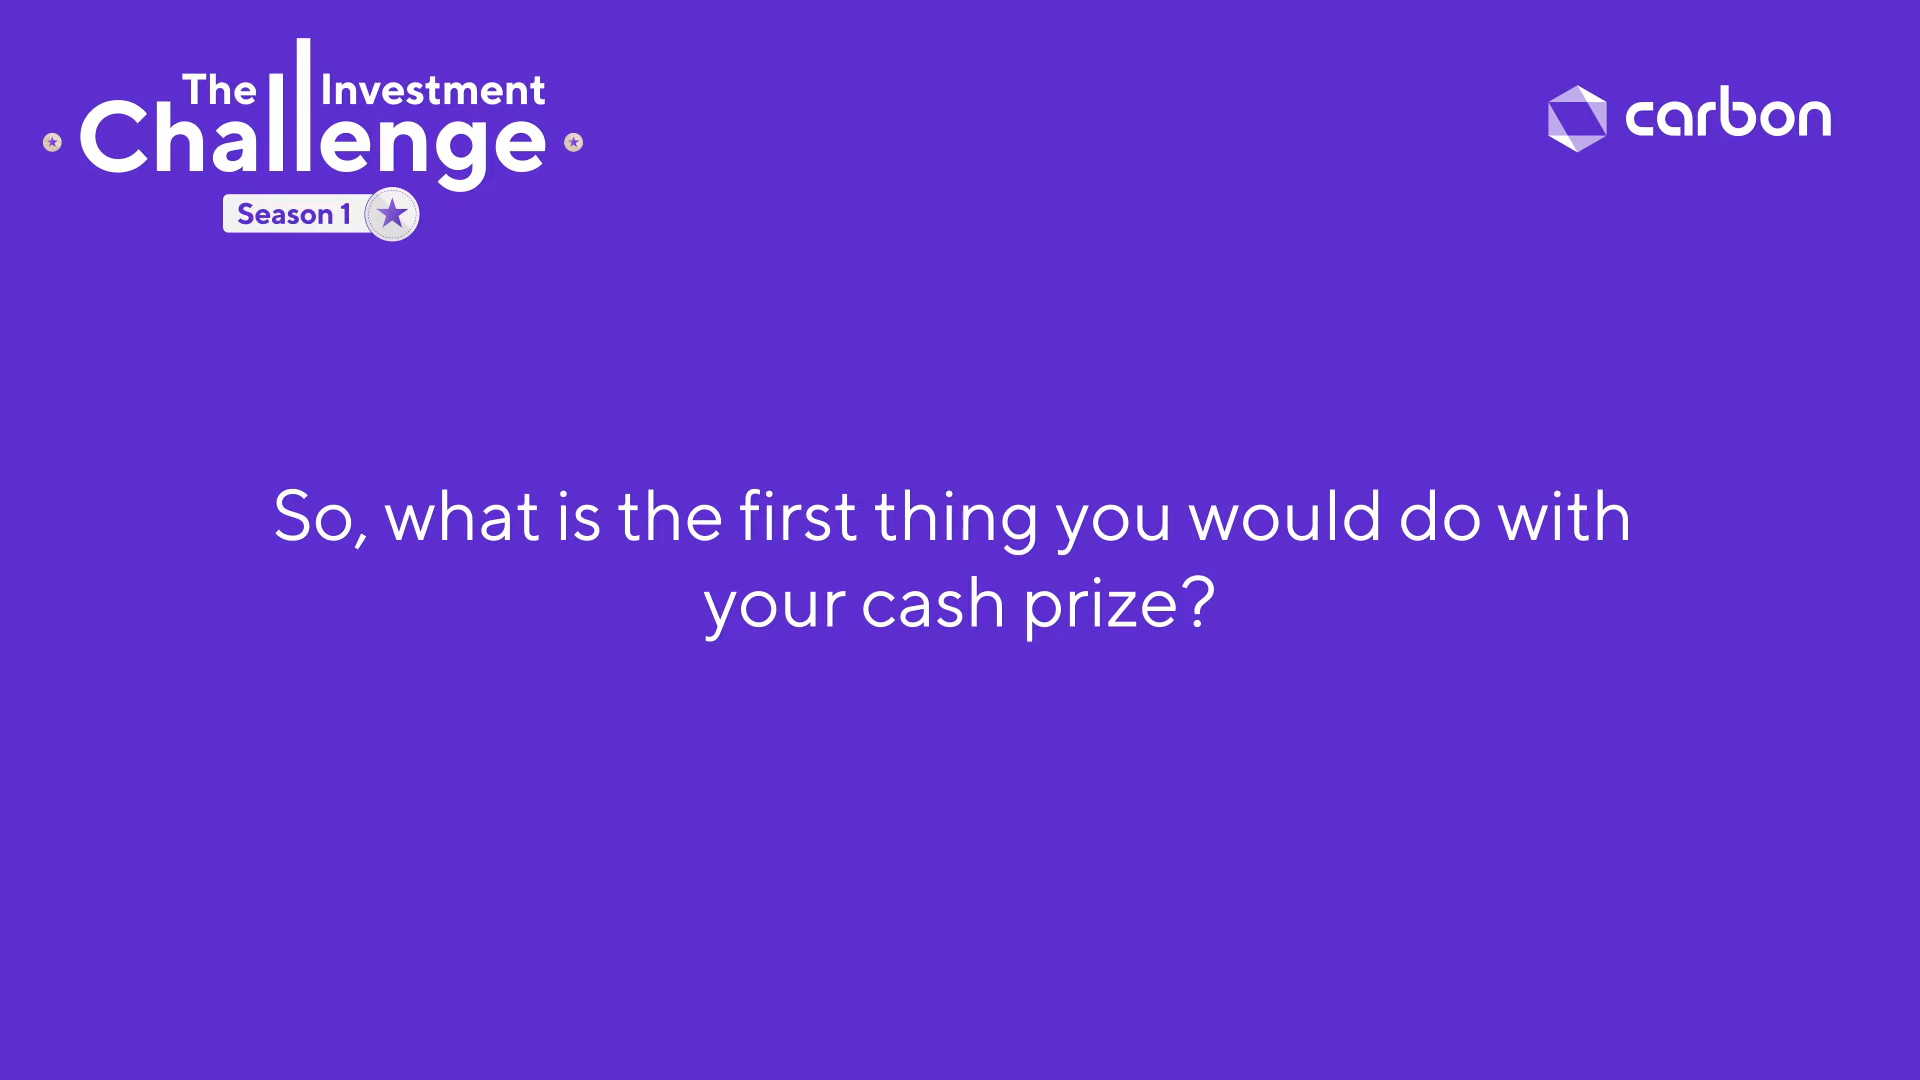 The Investment
Challenge
Season 1
carbon
So, what is the first thing you would do with
your cash prize?